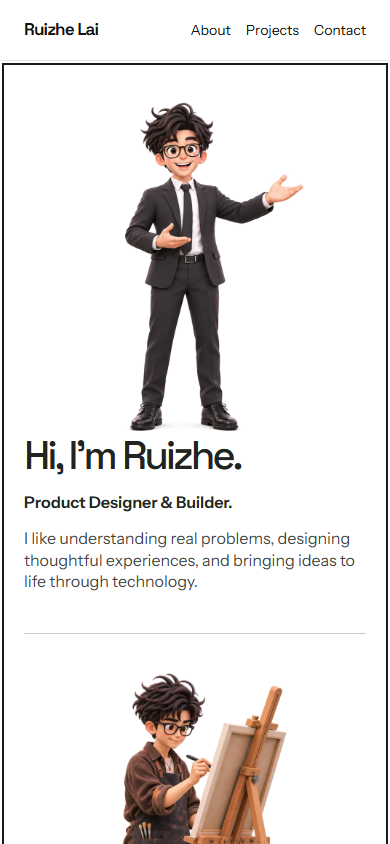 Ruizhe Lai
About Projects Contact
Hi, I’m Ruizhe.
Product Designer & Builder.
I like understanding real problems, designing
thoughtful experiences, and bringing ideas to
life through technology.